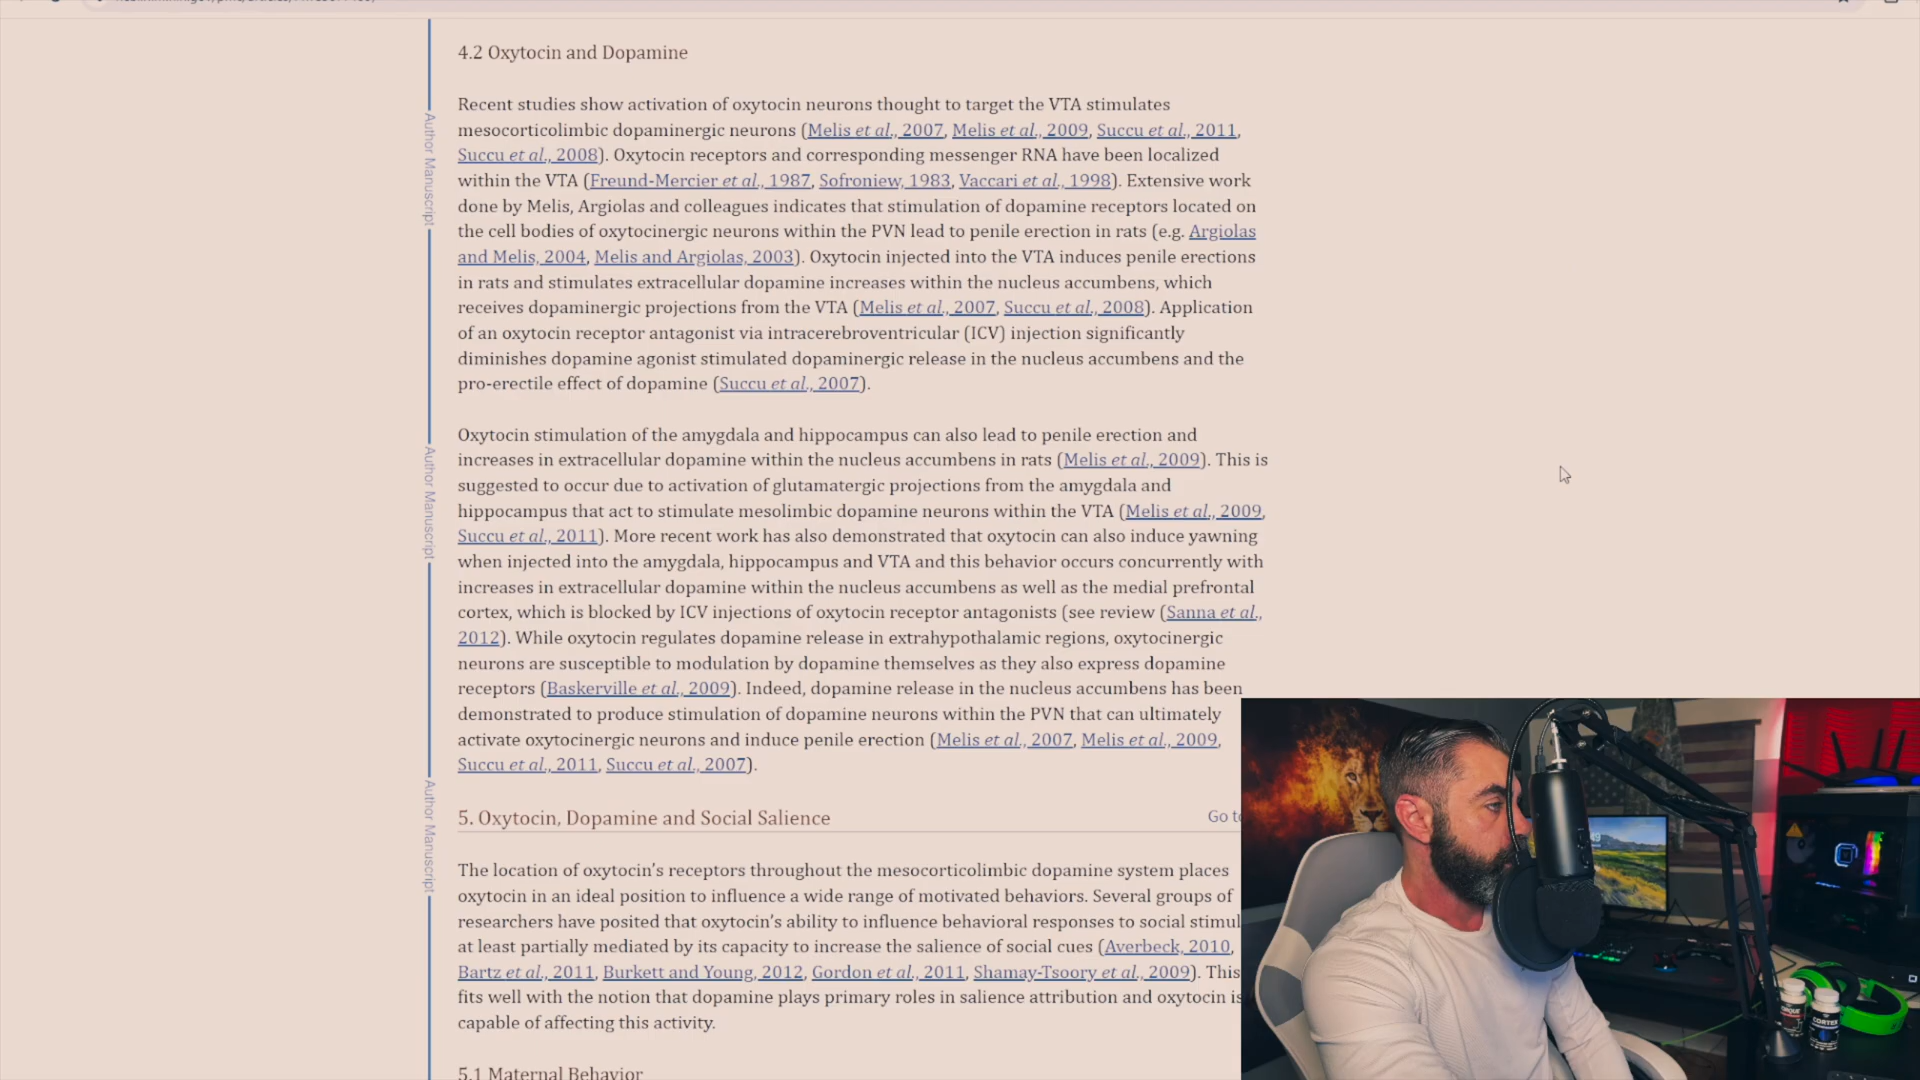 4.2 Oxytocin and Dopamine
Recent studies show activation of oxytocin neurons thought to target the VTA stimulates
mesocorticolimbic dopaminergic neurons (Melis et al., 2007, Melis et al., 2009, Succu et al., 2011,
Succu et al., 2008). Oxytocin receptors and corresponding messenger RNA have been localized
within the VTA (Freund-Mercier et al., 1987, Sofroniew, 1983, Vaccari et al., 1998). Extensive work
done by Melis, Argiolas and colleagues indicates that stimulation of dopamine receptors located on
the cell bodies of oxytocinergic neurons within the PVN lead to penile erection in rats (e.g. Argiolas
and Melis, 2004, Melis and Argiolas, 2003). Oxytocin injected into the VTA induces penile erections
in rats and stimulates extracellular dopamine increases within the nucleus accumbens, which
receives dopaminergic projections from the VTA (Melis et al., 2007, Succu et al., 2008). Application
of an oxytocin receptor antagonist via intracerebroventricular (ICV) injection significantly
diminishes dopamine agonist stimulated dopaminergic release in the nucleus accumbens and the
pro-erectile effect of dopamine (Succu et al., 2007).
Oxytocin stimulation of the amygdala and hippocampus can also lead to penile erection and
increases in extracellular dopamine within the nucleus accumbens in rats (Melis et al., 2009). This is
suggested to occur due to activation of glutamatergic projections from the amygdala and
hippocampus that act to stimulate mesolimbic dopamine neurons within the VTA (Melis et al., 2009,
Succu et al., 2011). More recent work has also demonstrated that oxytocin can also induce yawning
when injected into the amygdala, hippocampus and VTA and this behavior occurs concurrently with
increases in extracellular dopamine within the nucleus accumbens as well as the medial prefrontal
cortex, which is blocked by ICV injections of oxytocin receptor antagonists (see review (Sanna et al.,
2012). While oxytocin regulates dopamine release in extrahypothalamic regions, oxytocinergic
neurons are susceptible to modulation by dopamine themselves as they also express dopamine
receptors (Baskerville et al., 2009). Indeed, dopamine release in the nucleus accumbens has been
demonstrated to produce stimulation of dopamine neurons within the PVN that can ultimately
activate oxytocinergic neurons and induce penile erection (Melis et al., 2007, Melis et al., 2009,
Succu et al., 2011, Succu et al., 2007).
5. Oxytocin, Dopamine and Social Salience
Go to
The location of oxytocin's receptors throughout the mesocorticolimbic dopamine system places
oxytocin in an ideal position to influence a wide range of motivated behaviors. Several groups of
researchers have posited that oxytocin's ability to influence behavioral responses to social stimul
at least partially mediated by its capacity to increase the salience of social cues (Averbeck, 2010,
Bartz et al., 2011, Burkett and Young, 2012, Gordon et al., 2011, Shamay-Tsoory et al., 2009). This
fits well with the notion that dopamine plays primary roles in salience attribution and oxytocin is
capable of affecting this activity.
5.1 Maternal Behavior
Author Manuscript
Author Manuscript
Author Manuscript
CORTEX